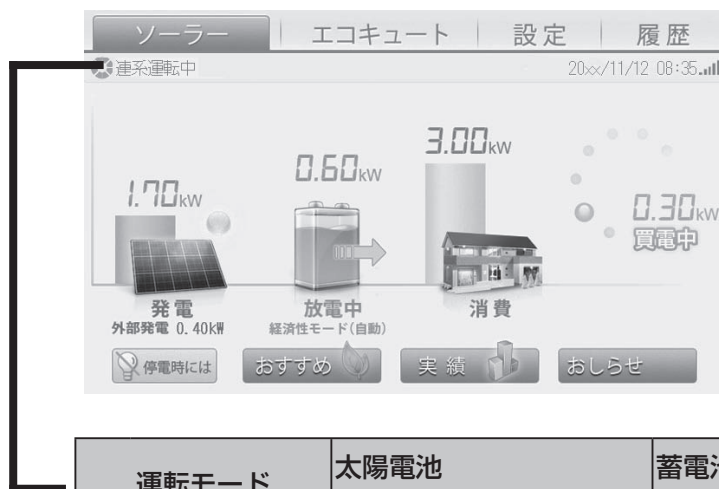 ソーラー エコキュート 設定 履歴
連系運転中 20xx/11/12 08:35
3.00kW
0.60kW
1.70kW
0.30kW
買電中
発電 放電中 消費
外部発電 0.40kW 経済性モード(自動)
停電時には おすすめ 実績 おしらせ
運転モード 太陽電池 蓄電